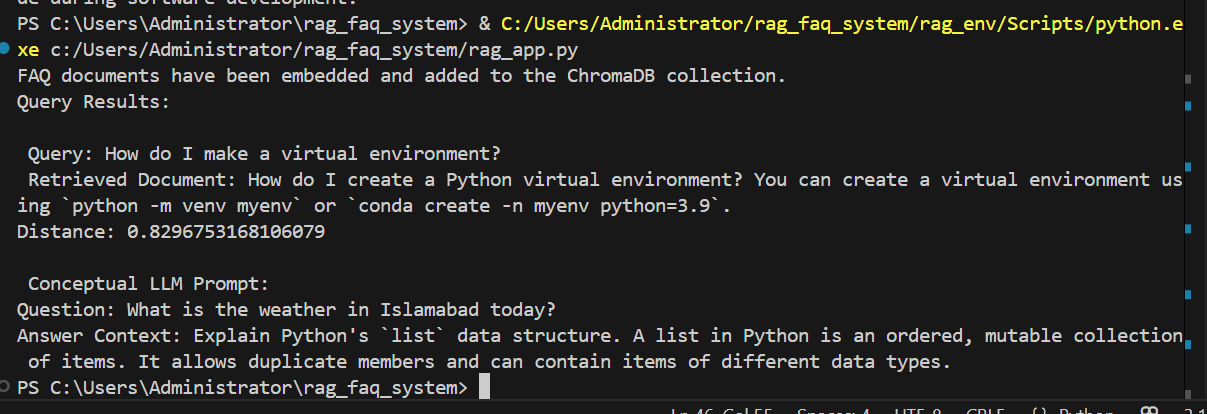 de during software development.
PS C:\Users\Administrator\rag_faq_system> & C:/Users/Administrator/rag_faq_system/rag_env/Scripts/python.e
xe c:/Users/Administrator/rag_faq_system/rag_app.py
FAQ documents have been embedded and added to the ChromaDB collection.
Query Results:
Query: How do I make a virtual environment?
Retrieved Document: How do I create a Python virtual environment? You can create a virtual environment us
ing `python -m venv myenv` or `conda create -n myenv python=3.9`.
Distance: 0.8296753168106079
Conceptual LLM Prompt:
Question: What is the weather in Islamabad today?
Answer Context: Explain Python's `list` data structure. A list in Python is an ordered, mutable collection
of items. It allows duplicate members and can contain items of different data types.
PS C:\Users\Administrator\rag_faq_system>